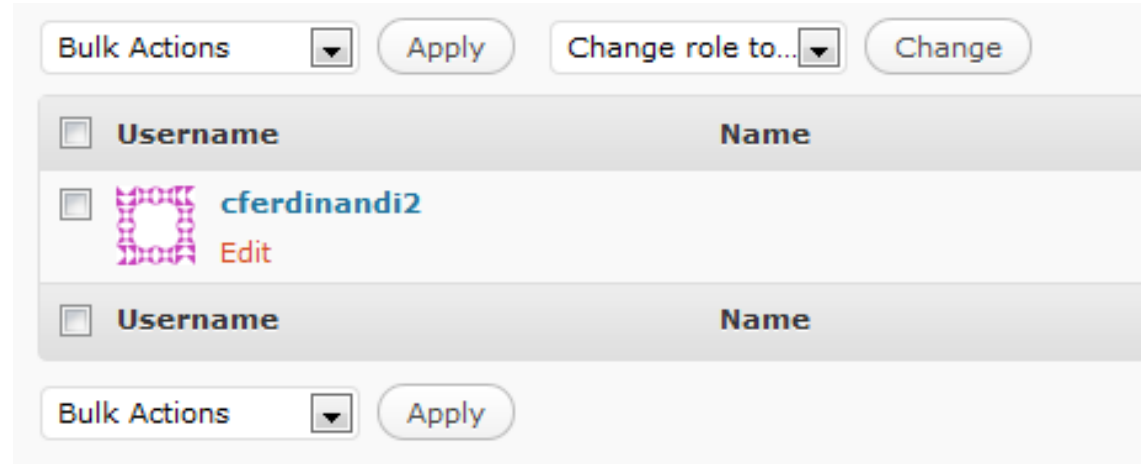 Bulk Actions Apply Change role to... Change
Username Name
cferdinandi2
Edit
Username Name
Bulk Actions Apply